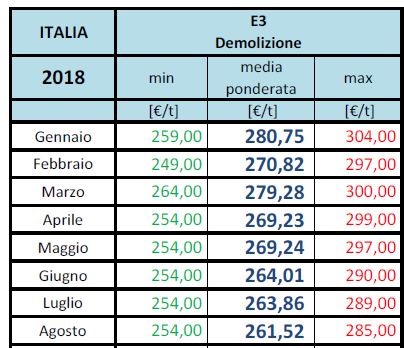 ITALIA E3
Demolizione
2018 min media ponderata max
[€/t] [€/t] [€/t]
Gennaio 259,00 280,75 304,00
Febbraio 249,00 270,82 297,00
Marzo 264,00 279,28 300,00
Aprile 254,00 269,23 299,00
Maggio 254,00 269,24 297,00
Giugno 254,00 264,01 290,00
Luglio 254,00 263,86 289,00
Agosto 254,00 261,52 285,00